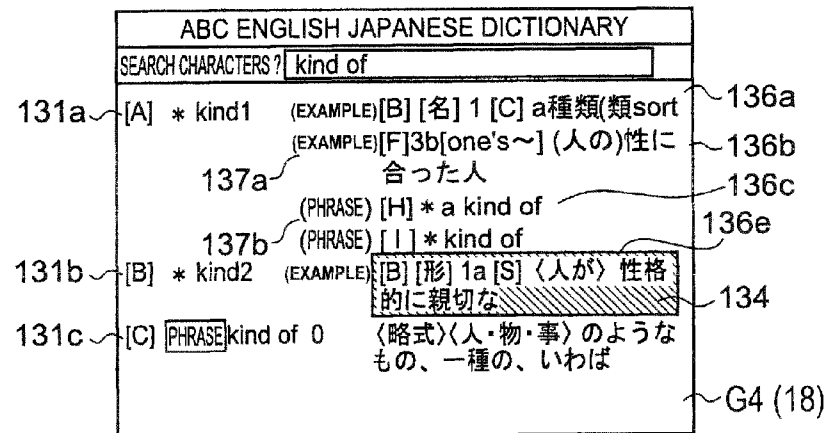 ABC ENGLISH JAPANESE DICTIONARY
SEARCH CHARACTERS? kind of
131a [A] * kind1 (EXAMPLE) [B] [名] 1 [C] a種類(類sort 136a
137a (EXAMPLE) [F]3b[one's～] (人の)性に 136b
合った人
137b (PHRASE) [H] * a kind of 136c
(PHRASE) [I] * kind of 136e
131b [B] * kind2 (EXAMPLE) [B] [形] 1a [S] 〈人が〉 性格
的に親切な 134
131c [C] PHRASE kind of 0 〈略式〉〈人・物・事〉 のような
もの、一種の、いわば
G4 (18)